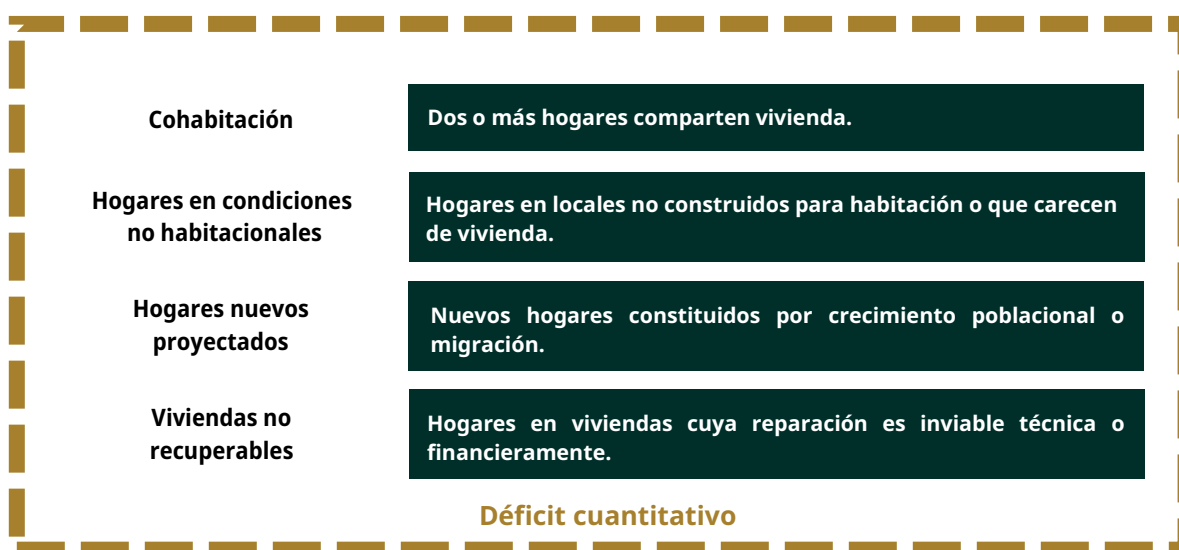 Cohabitación
Dos o más hogares comparten vivienda.
Hogares en condiciones
no habitacionales
Hogares en locales no construidos para habitación o que carecen
de vivienda.
Hogares nuevos
proyectados
Nuevos hogares constituidos por crecimiento poblacional o
migración.
Viviendas no
recuperables
Hogares en viviendas cuya reparación es inviable técnica o
financieramente.
Déficit cuantitativo